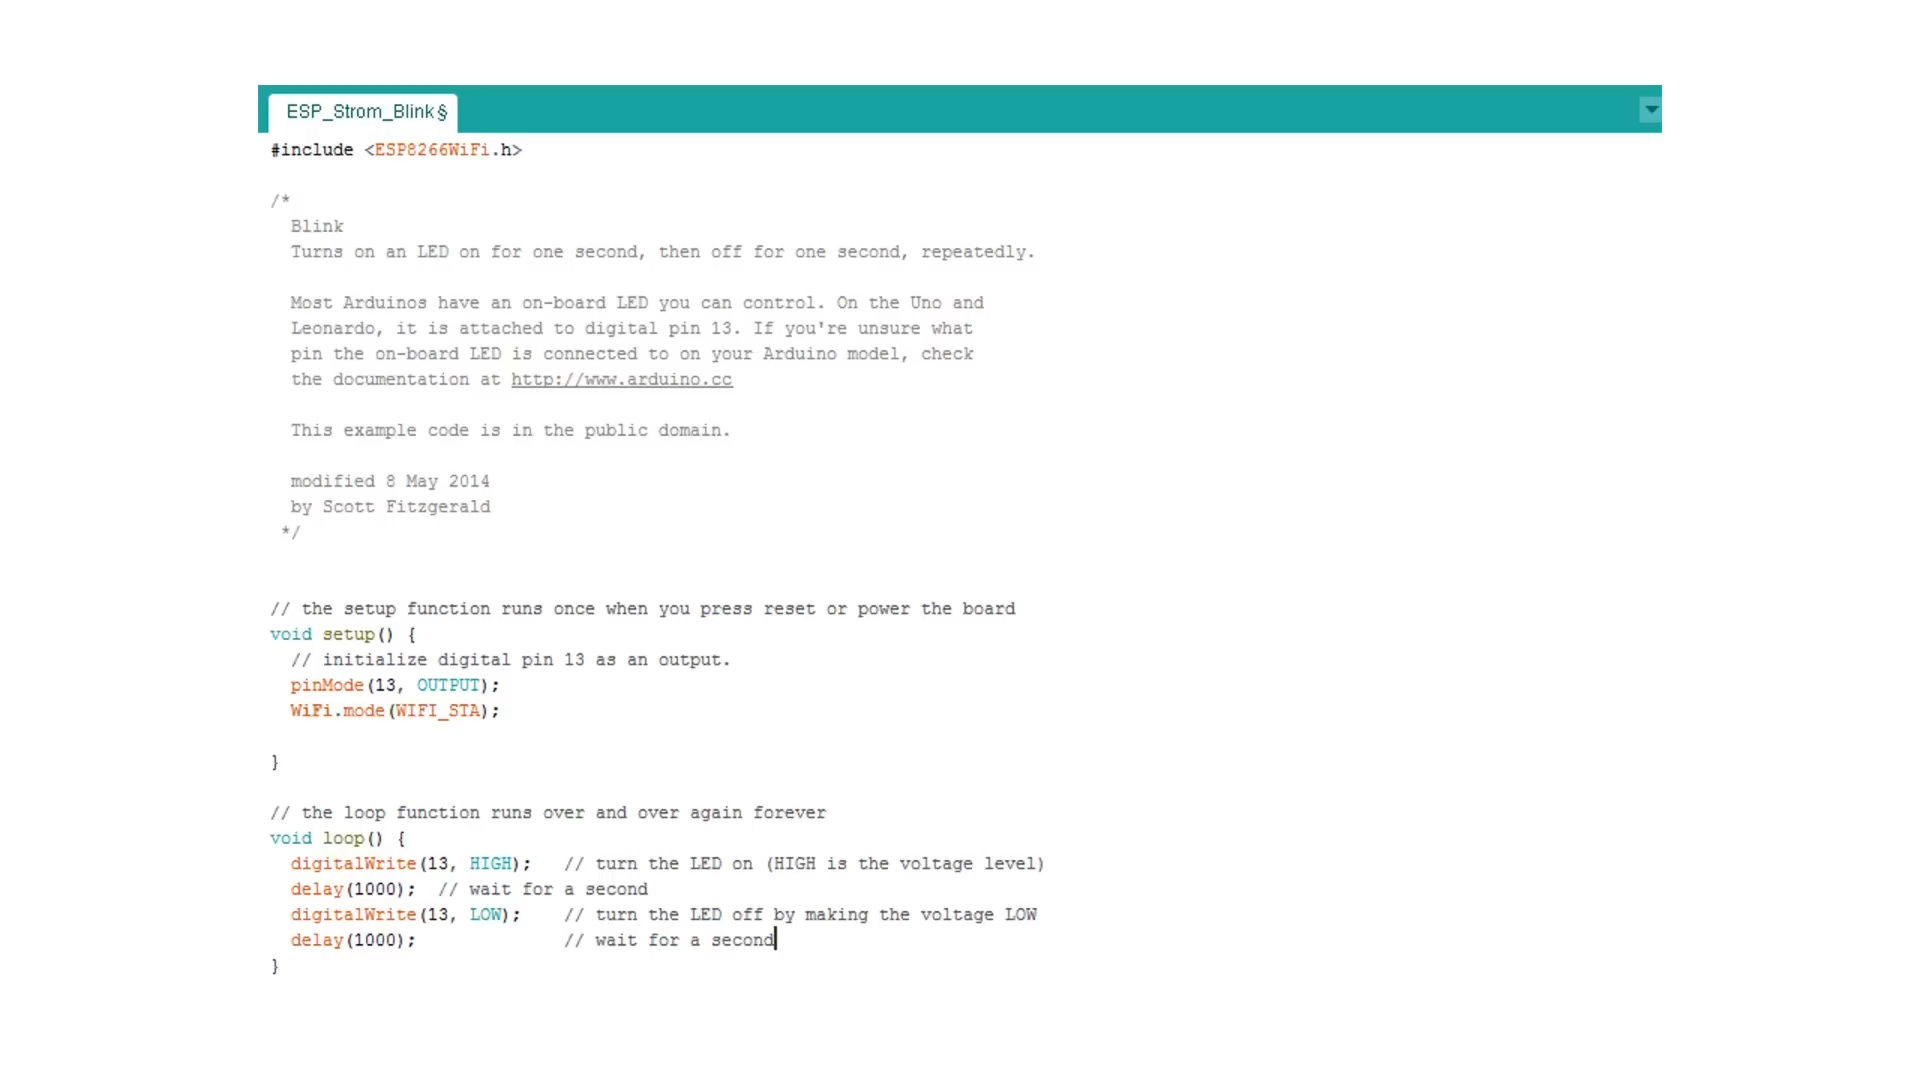 ESP_Strom_Blink§
#include <ESP8266WiFi.h>
/*
Blink
Turns on an LED on for one second, then off for one second, repeatedly.
Most Arduinos have an on-board LED you can control. On the Uno and
Leonardo, it is attached to digital pin 13. If you're unsure what
pin the on-board LED is connected to on your Arduino model, check
the documentation at http://www.arduino.cc
This example code is in the public domain.
modified 8 May 2014
by Scott Fitzgerald
*/
// the setup function runs once when you press reset or power the board
void setup() {
// initialize digital pin 13 as an output.
pinMode(13, OUTPUT);
WiFi.mode(WIFI_STA);
}
// the loop function runs over and over again forever
void loop() {
digitalWrite(13, HIGH);   // turn the LED on (HIGH is the voltage level)
delay(1000);  // wait for a second
digitalWrite(13, LOW);    // turn the LED off by making the voltage LOW
delay(1000);              // wait for a second
}